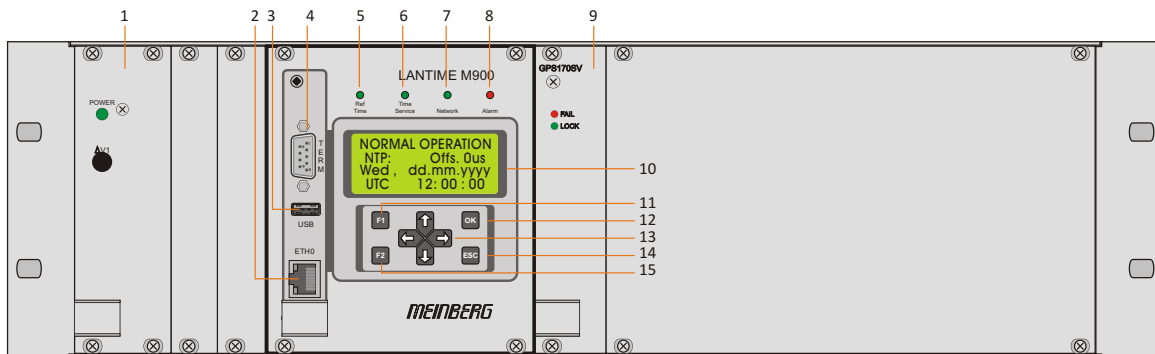 1 2 3 4 5 6 7 8 9
LANTIME M900
GPS170SV
POWER
Ref Time
Time Service
Network
Alarm
FAIL
LOCK
TERM
NORMAL OPERATION
NTP: Offs. 0us
Wed , dd.mm.yyyy
UTC 12: 00 : 00
10
11
F1 OK 12
13
F2 ESC 14
15
USB
ETH0
MEINBERG